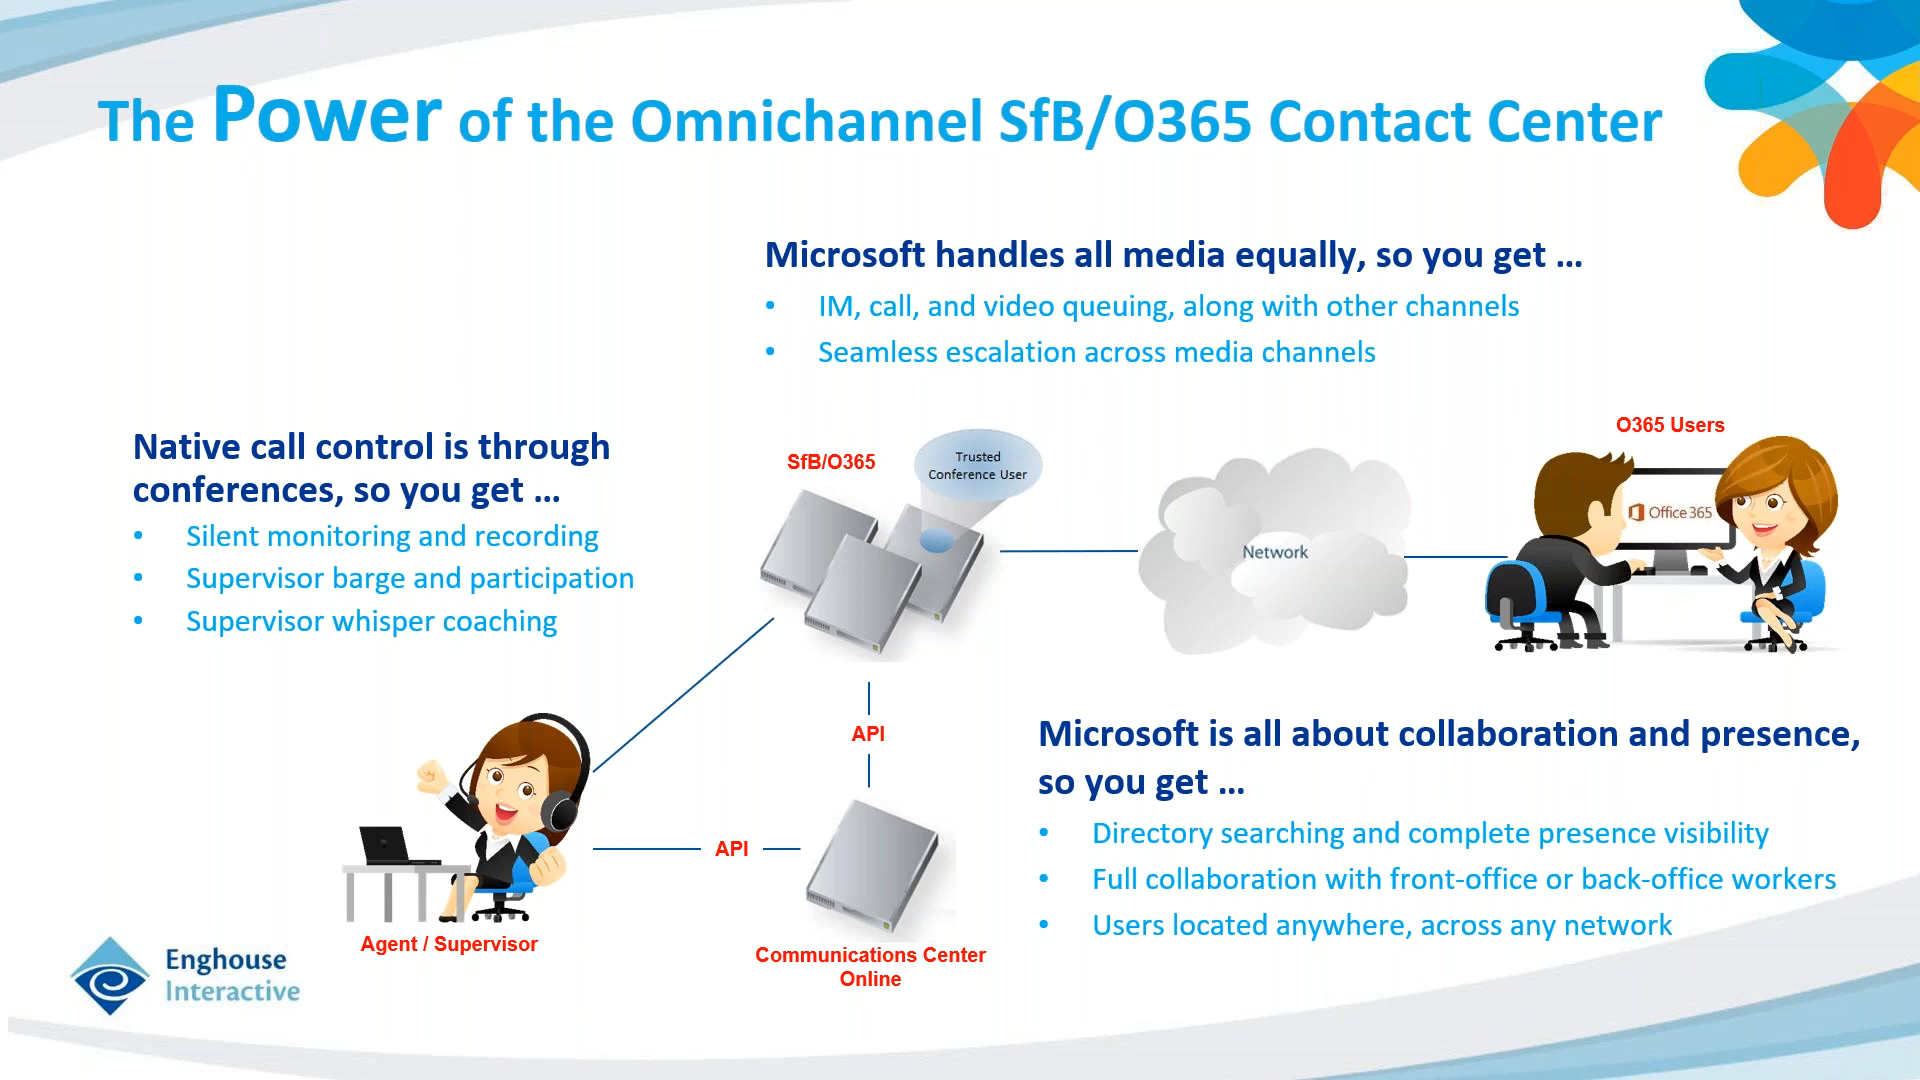 The Power of the Omnichannel SfB/O365 Contact Center
Microsoft handles all media equally, so you get ...
• IM, call, and video queuing, along with other channels
• Seamless escalation across media channels
Native call control is through
conferences, so you get ...
• Silent monitoring and recording
• Supervisor barge and participation
• Supervisor whisper coaching
SfB/O365
Trusted
Conference User
Network
O365 Users
Office 365
API
API
Agent / Supervisor
Communications Center
Online
Microsoft is all about collaboration and presence,
so you get ...
• Directory searching and complete presence visibility
• Full collaboration with front-office or back-office workers
• Users located anywhere, across any network
Enghouse
Interactive